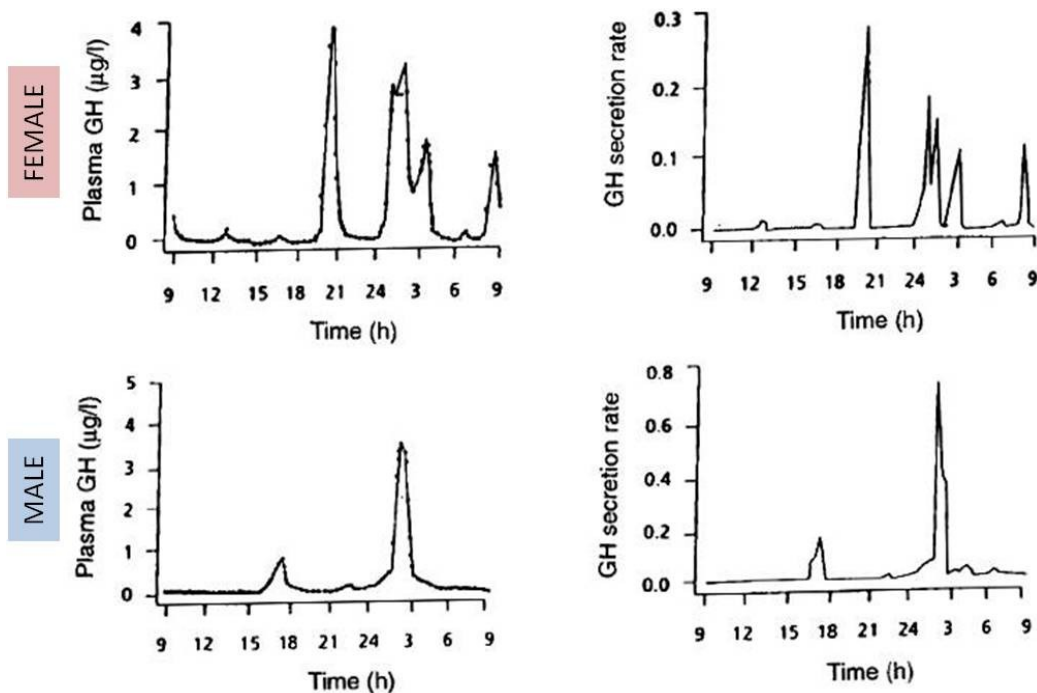 FEMALE
Plasma GH (µg/l)
4
3
2
1
0
9 12 15 18 21 24 3 6 9
Time (h)
GH secretion rate
0.3
0.2
0.1
0.0
9 12 15 18 21 24 3 6 9
Time (h)
MALE
Plasma GH (µg/l)
5
4
3
2
1
0
9 12 15 18 21 24 3 6 9
Time (h)
GH secretion rate
0.8
0.6
0.4
0.2
0.0
9 12 15 18 21 24 3 6 9
Time (h)